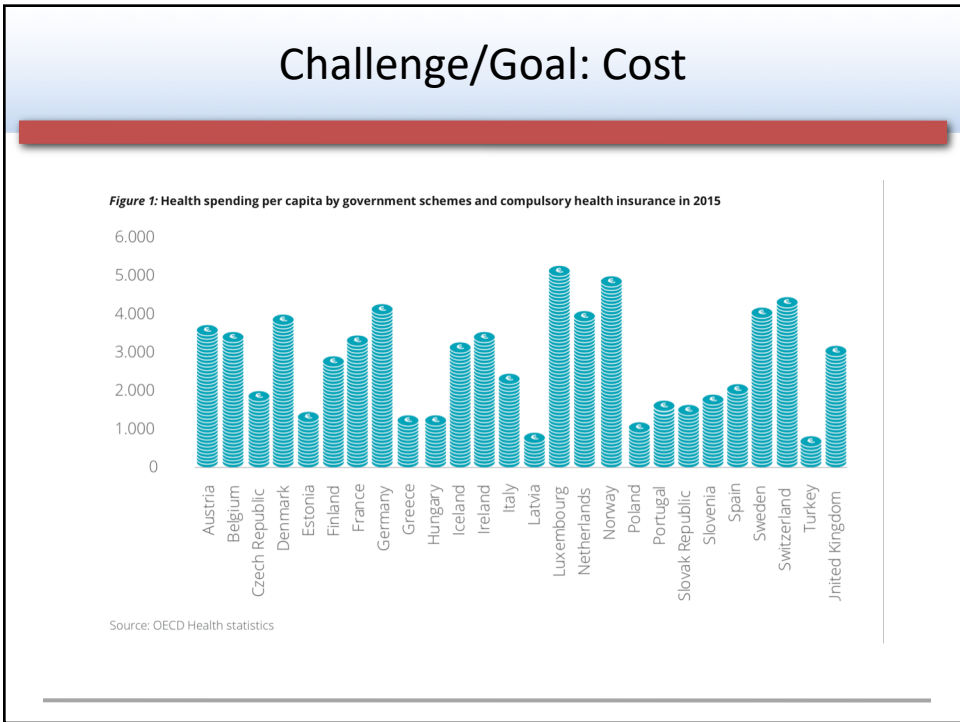 Challenge/Goal: Cost
Figure 1: Health spending per capita by government schemes and compulsory health insurance in 2015
6.000
5.000
4.000
3.000
2.000
1.000
0
Austria
Belgium
Czech Republic
Denmark
Estonia
Finland
France
Germany
Greece
Hungary
Iceland
Ireland
Italy
Latvia
Luxembourg
Netherlands
Norway
Poland
Portugal
Slovak Republic
Slovenia
Spain
Sweden
Switzerland
Turkey
United Kingdom
Source: OECD Health statistics